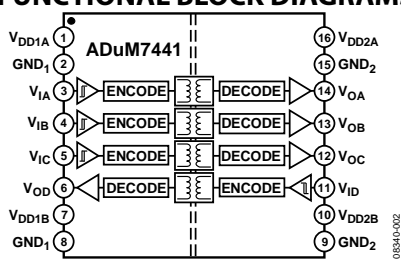 FUNCTIONAL BLOCK DIAGRAM
ADuM7441
VDD1A 1 16 VDD2A
GND1 2 15 GND2
VIA 3 ENCODE DECODE 14 VOA
VIB 4 ENCODE DECODE 13 VOB
VIC 5 ENCODE DECODE 12 VOC
VOD 6 DECODE ENCODE 11 VID
VDD1B 7 10 VDD2B
GND1 8 9 GND2
08340-002